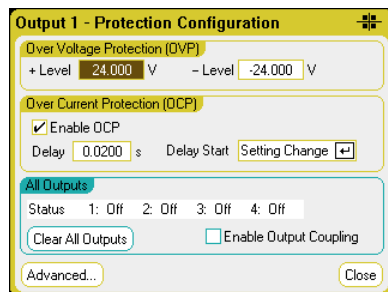 Output 1 - Protection Configuration
Over Voltage Protection (OVP)
+ Level 24.000 V – Level -24.000 V
Over Current Protection (OCP)
Enable OCP
Delay 0.0200 s Delay Start Setting Change
All Outputs
Status 1: Off 2: Off 3: Off 4: Off
Clear All Outputs Enable Output Coupling
Advanced... Close